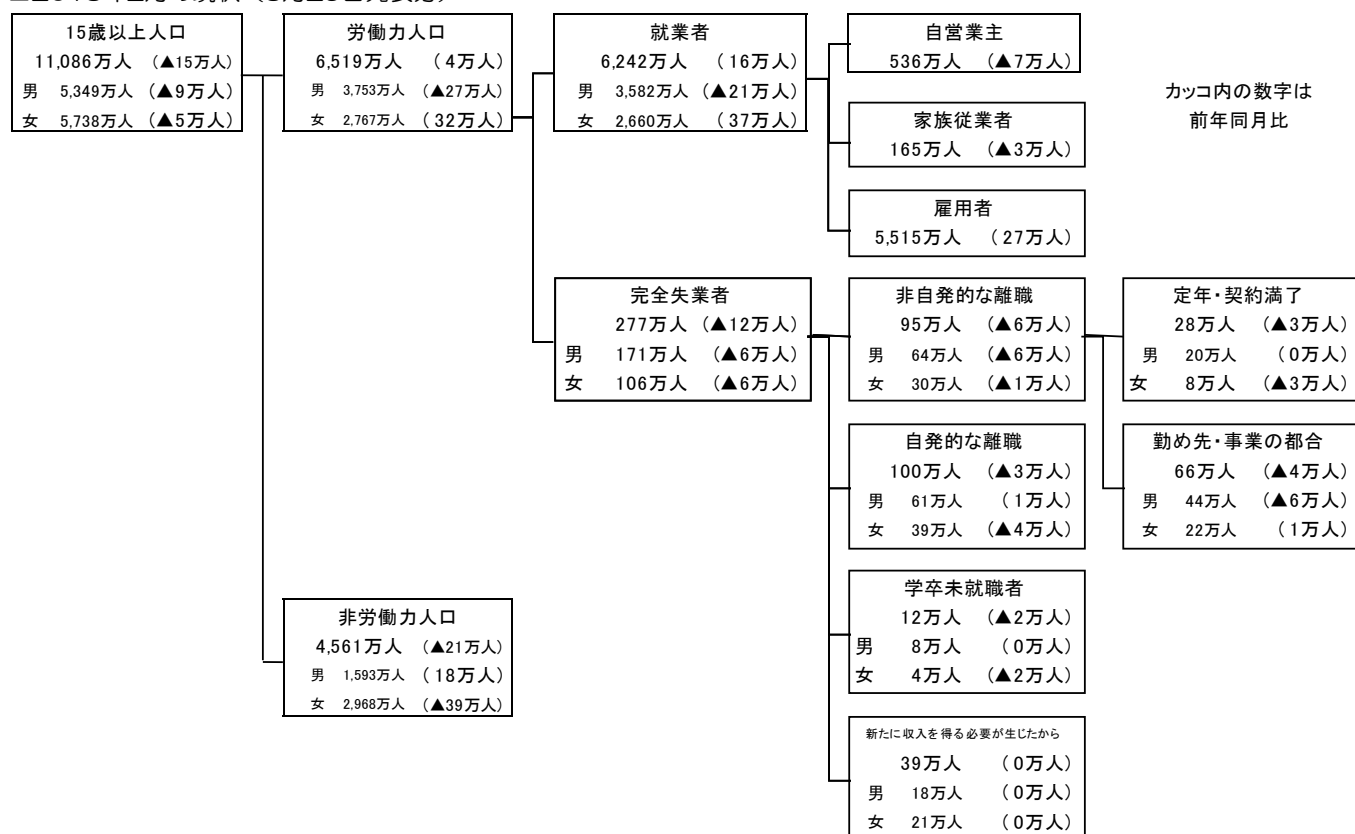 15歳以上人口
11,086万人 (▲15万人)
男 5,349万人 (▲9万人)
女 5,738万人 (▲5万人)
労働力人口
6,519万人 (4万人)
男 3,753万人 (▲27万人)
女 2,767万人 (32万人)
就業者
6,242万人 (16万人)
男 3,582万人 (▲21万人)
女 2,660万人 (37万人)
自営業主
536万人 (▲7万人)
カッコ内の数字は
前年同月比
家族従業者
165万人 (▲3万人)
雇用者
5,515万人 (27万人)
完全失業者
277万人 (▲12万人)
男 171万人 (▲6万人)
女 106万人 (▲6万人)
非自発的な離職
95万人 (▲6万人)
男 64万人 (▲6万人)
女 30万人 (▲1万人)
定年・契約満了
28万人 (▲3万人)
男 20万人 (0万人)
女 8万人 (▲3万人)
自発的な離職
100万人 (▲3万人)
男 61万人 (1万人)
女 39万人 (▲4万人)
勤め先・事業の都合
66万人 (▲4万人)
男 44万人 (▲6万人)
女 22万人 (1万人)
学卒未就職者
12万人 (▲2万人)
男 8万人 (0万人)
女 4万人 (▲2万人)
非労働力人口
4,561万人 (▲21万人)
男 1,593万人 (18万人)
女 2,968万人 (▲39万人)
新たに収入を得る必要が生じたから
39万人 (0万人)
男 18万人 (0万人)
女 21万人 (0万人)